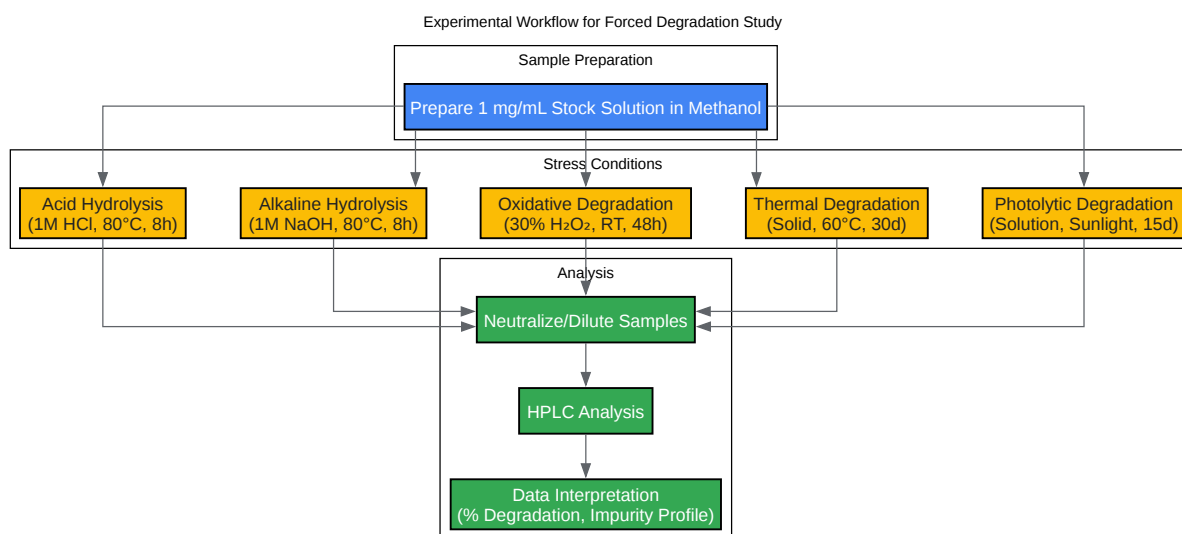 Experimental Workflow for Forced Degradation Study
Sample Preparation
Prepare 1 mg/mL Stock Solution in Methanol
Stress Conditions
Acid Hydrolysis
(1M HCl, 80°C, 8h)
Alkaline Hydrolysis
(1M NaOH, 80°C, 8h)
Oxidative Degradation
(30% H₂O₂, RT, 48h)
Thermal Degradation
(Solid, 60°C, 30d)
Photolytic Degradation
(Solution, Sunlight, 15d)
Analysis
Neutralize/Dilute Samples
HPLC Analysis
Data Interpretation
(% Degradation, Impurity Profile)